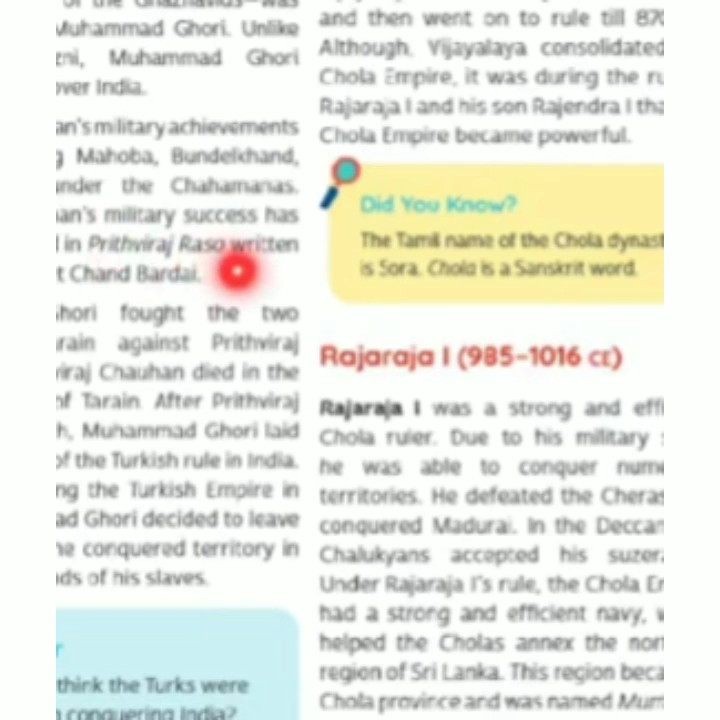 of the Ghaznavids—was
Muhammad Ghori. Unlike
zni, Muhammad Ghori
over India.
an's military achievements
g Mahoba, Bundelkhand,
under the Chahamanas.
an's military success has
l in Prithviraj Raso written
t Chand Bardai.
Ghori fought the two
rain against Prithviraj
viraj Chauhan died in the
of Tarain. After Prithviraj
h, Muhammad Ghori laid
of the Turkish rule in India.
ng the Turkish Empire in
ad Ghori decided to leave
he conquered territory in
ds of his slaves.
r
think the Turks were
n conquering India?
and then went on to rule till 870
Although, Vijayalaya consolidated
Chola Empire, it was during the ru
Rajaraja I and his son Rajendra I tha
Chola Empire became powerful.
Did You Know?
The Tamil name of the Chola dynast
is Sora. Chola is a Sanskrit word.
Rajaraja I (985–1016 CE)
Rajaraja I was a strong and effi
Chola ruler. Due to his military s
he was able to conquer nume
territories. He defeated the Cheras
conquered Madurai. In the Deccan
Chalukyans accepted his suzer
Under Rajaraja I's rule, the Chola Em
had a strong and efficient navy, w
helped the Cholas annex the nor
region of Sri Lanka. This region beca
Chola province and was named Mum